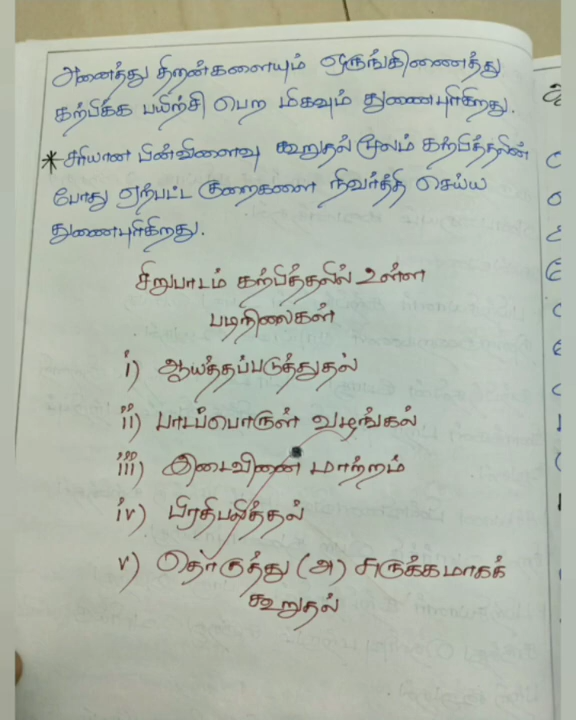 அனைத்து திறன்களையும் ஒருங்கிணைத்து
கற்பிக்க பயிற்சி பெற மிகவும் துணைபுரிகிறது.
* சரியான பின்விளைவு கூறுதல் மூலம் கற்பித்தலின்
போது ஏற்பட்ட குறைகளை நிவர்த்தி செய்ய
துணைபுரிகிறது.
சிறுபாடம் கற்பித்தலில் உள்ள
படிநிலைகள்
i) ஆயத்தப்படுத்துதல்
ii) பாடப்பொருள் வழங்கல்
iii) இடைவினை மாற்றம்
iv) பிரதிபலித்தல்
v) தொகுத்து (அ) சுருக்கமாகக்
கூறுதல்